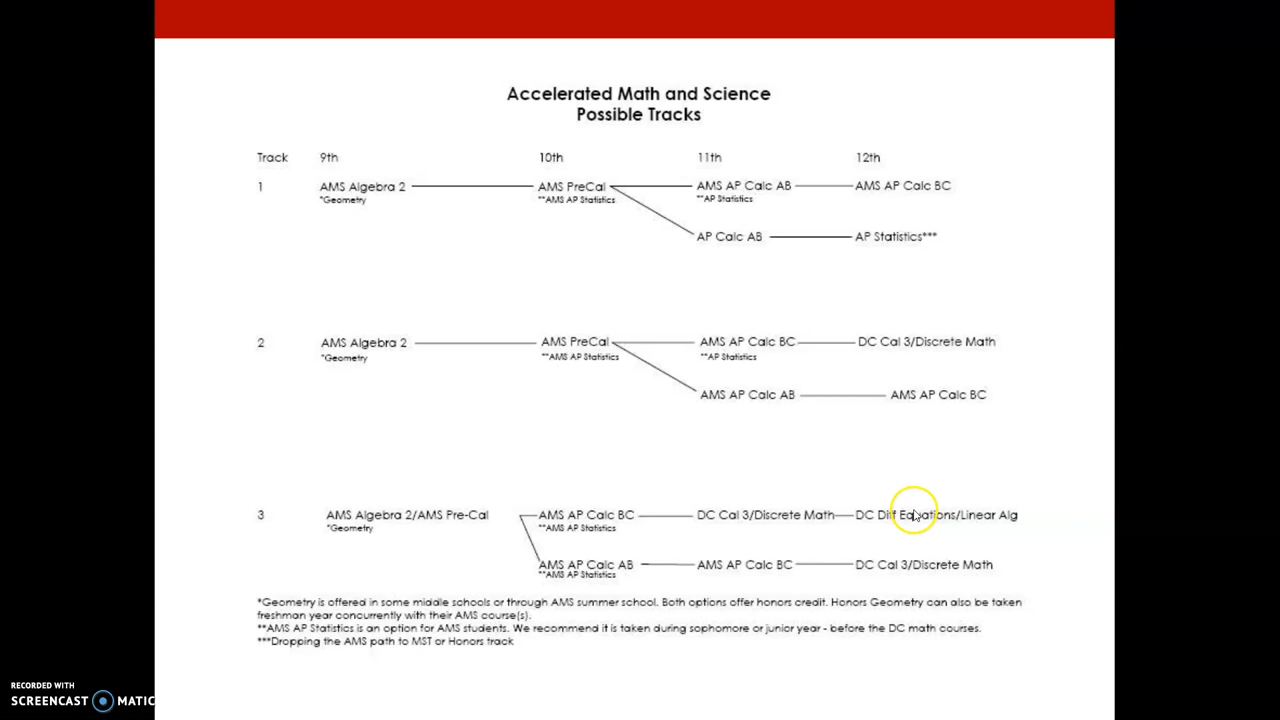 Accelerated Math and Science
Possible Tracks
Track 9th 10th 11th 12th
1 AMS Algebra 2 AMS PreCal AMS AP Calc AB AMS AP Calc BC
*Geometry **AMS AP Statistics **AP Statistics
AP Calc AB AP Statistics***
2 AMS Algebra 2 AMS PreCal AMS AP Calc BC DC Cal 3/Discrete Math
*Geometry **AMS AP Statistics **AP Statistics
AMS AP Calc AB AMS AP Calc BC
3 AMS Algebra 2/AMS Pre-Cal AMS AP Calc BC DC Cal 3/Discrete Math DC Diff Equations/Linear Alg
*Geometry **AMS AP Statistics
AMS AP Calc AB AMS AP Calc BC DC Cal 3/Discrete Math
**AMS AP Statistics
*Geometry is offered in some middle schools or through AMS summer school. Both options offer honors credit. Honors Geometry can also be taken
freshman year concurrently with their AMS course(s).
**AMS AP Statistics is an option for AMS students. We recommend it is taken during sophomore or junior year - before the DC math courses.
***Dropping the AMS path to MST or Honors track
RECORDED WITH
SCREENCAST MATIC